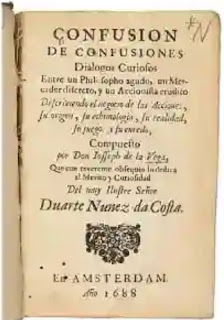 CONFUSION
DE CONFUSIONES
Dialogos Curiosos
Entre un Philosopho agudo, un Mer-
cader discreto, y un Accionista erudito
Descriviendo el negocio de las Acciones,
su origen, su ethimologia, su realidad,
su juego, y su enredo,
Compuesto
por Don Iosseph de la Vega,
Que con reverente obsequio lo dedica
al Merito y Curiosidad
Del muy Ilustre Señor
Duarte Nunez da Costa.
En AMSTERDAM.
Año 1688